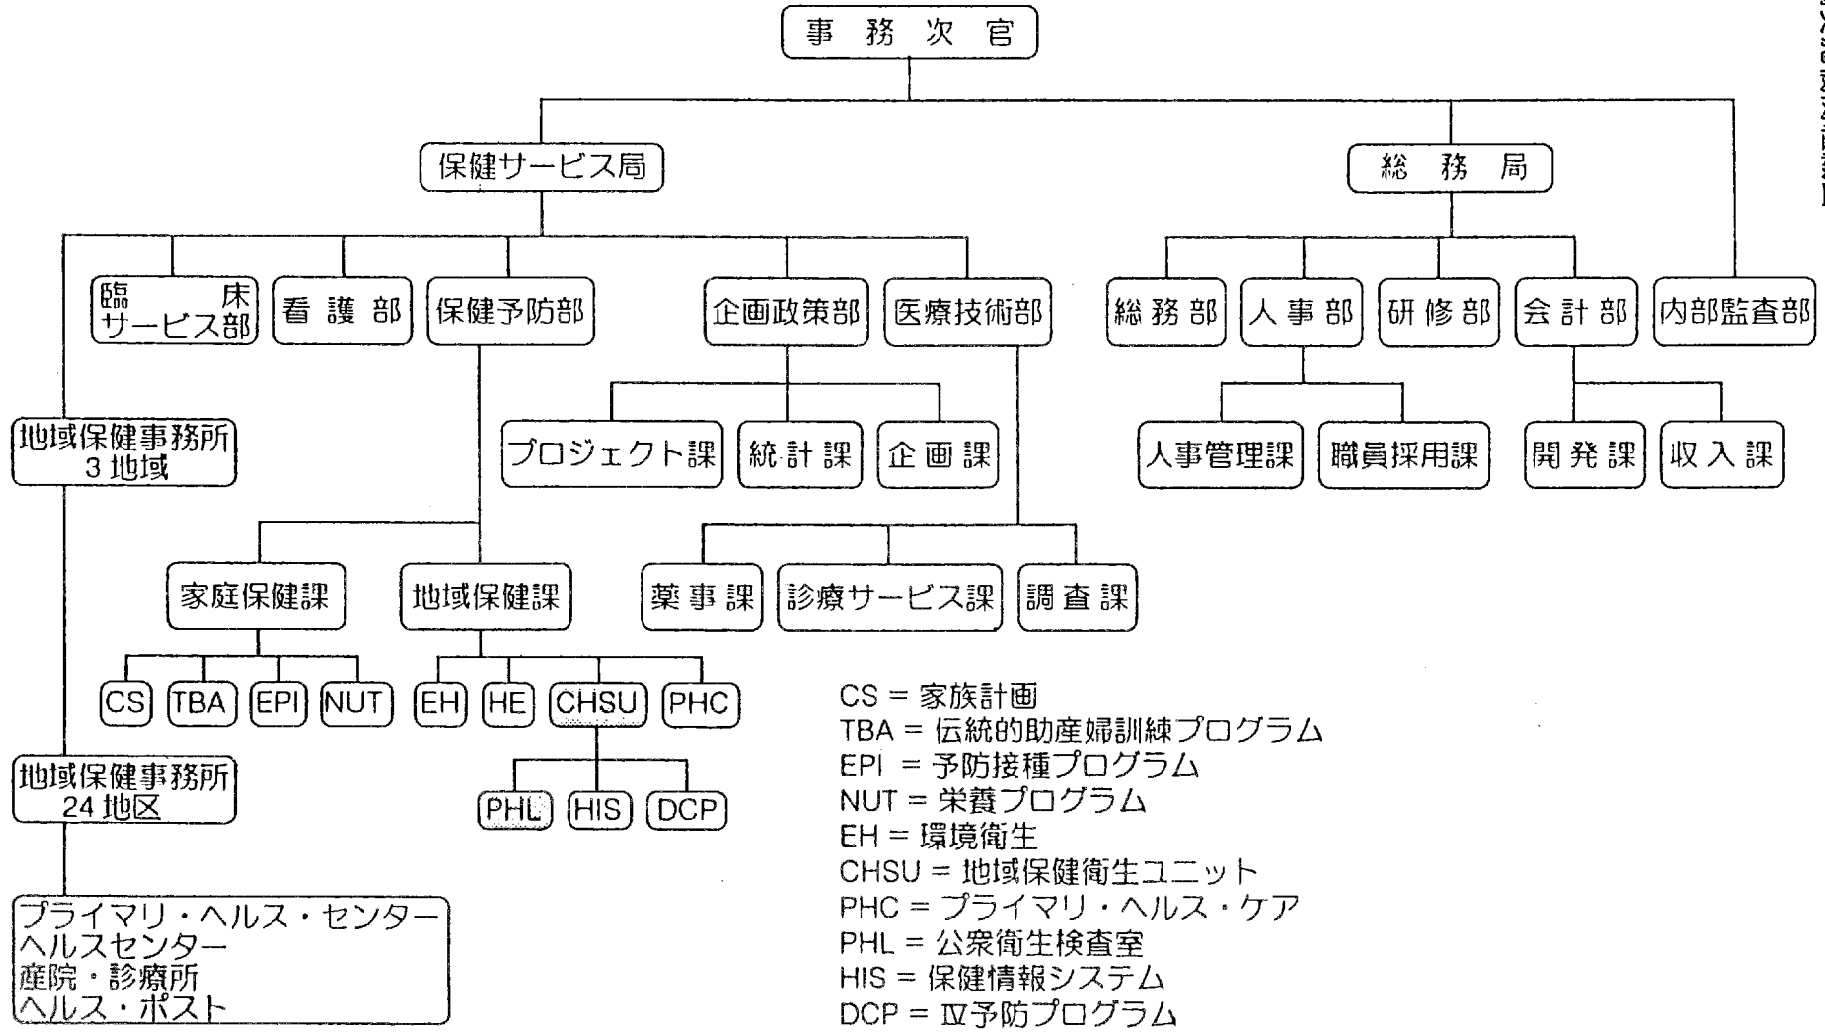 事務次官
保健サービス局
総務局
臨床
サービス部
看護部
保健予防部
企画政策部
医療技術部
総務部
人事部
研修部
会計部
内部監査部
地域保健事務所
3地域
プロジェクト課
統計課
企画課
人事管理課
職員採用課
開発課
収入課
家庭保健課
地域保健課
薬事課
診療サービス課
調査課
CS
TBA
EPI
NUT
EH
HE
CHSU
PHC
地域保健事務所
24地区
PHL
HIS
DCP
プライマリ・ヘルス・センター
ヘルスセンター
産院・診療所
ヘルス・ポスト
CS = 家族計画
TBA = 伝統的助産婦訓練プログラム
EPI = 予防接種プログラム
NUT = 栄養プログラム
EH = 環境衛生
CHSU = 地域保健衛生ユニット
PHC = プライマリ・ヘルス・ケア
PHL = 公衆衛生検査室
HIS = 保健情報システム
DCP = Ⅳ予防プログラム